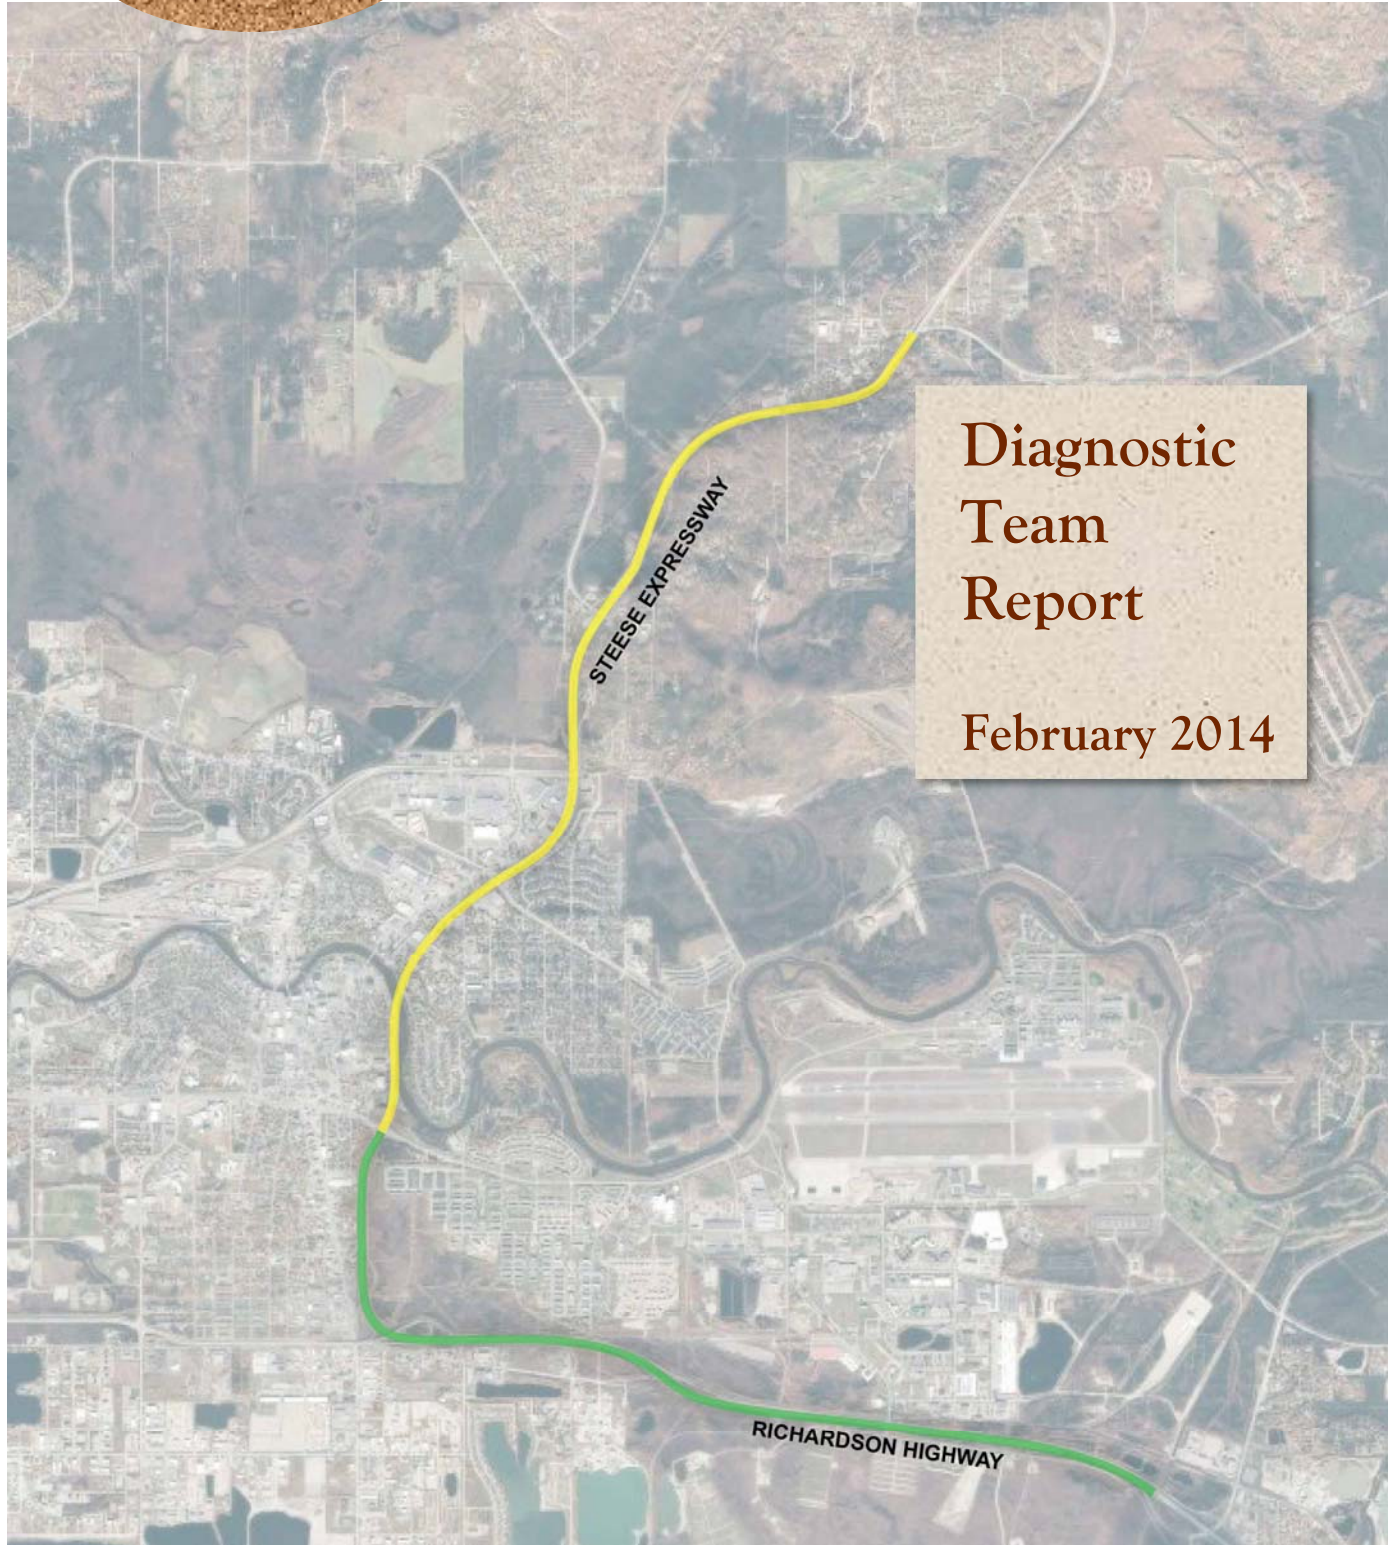 Diagnostic
Team
Report
February 2014
STEESE EXPRESSWAY
RICHARDSON HIGHWAY